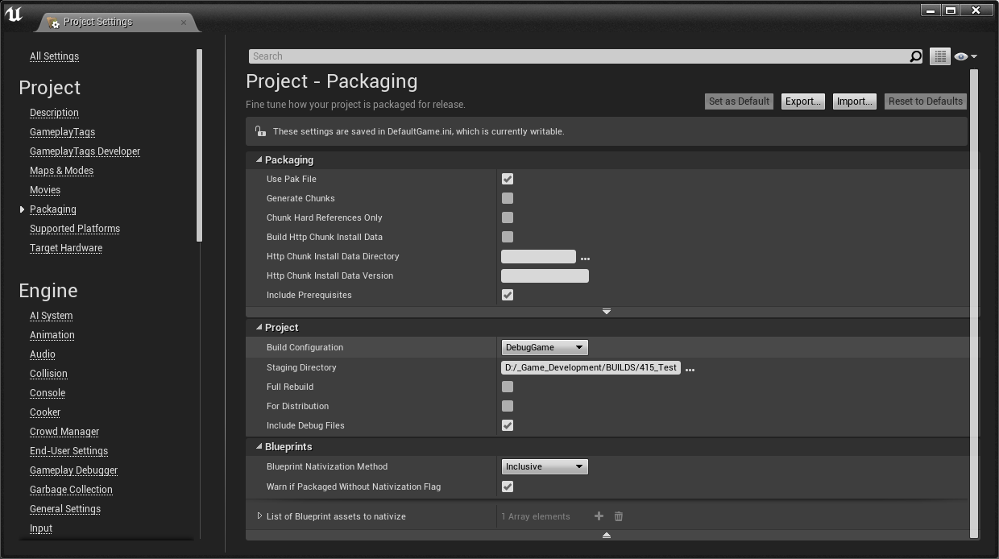 Project Settings
All Settings
Project
Description
GameplayTags
GameplayTags Developer
Maps & Modes
Movies
Packaging
Supported Platforms
Target Hardware
Engine
AI System
Animation
Audio
Collision
Console
Cooker
Crowd Manager
End-User Settings
Gameplay Debugger
Garbage Collection
General Settings
Input
Search
Project - Packaging
Fine tune how your project is packaged for release.
Set as Default Export... Import... Reset to Defaults
These settings are saved in DefaultGame.ini, which is currently writable.
Packaging
Use Pak File
Generate Chunks
Chunk Hard References Only
Build Http Chunk Install Data
Http Chunk Install Data Directory ...
Http Chunk Install Data Version
Include Prerequisites
Project
Build Configuration DebugGame
Staging Directory D:/_Game_Development/BUILDS/415_Test ...
Full Rebuild
For Distribution
Include Debug Files
Blueprints
Blueprint Nativization Method Inclusive
Warn if Packaged Without Nativization Flag
List of Blueprint assets to nativize 1 Array elements